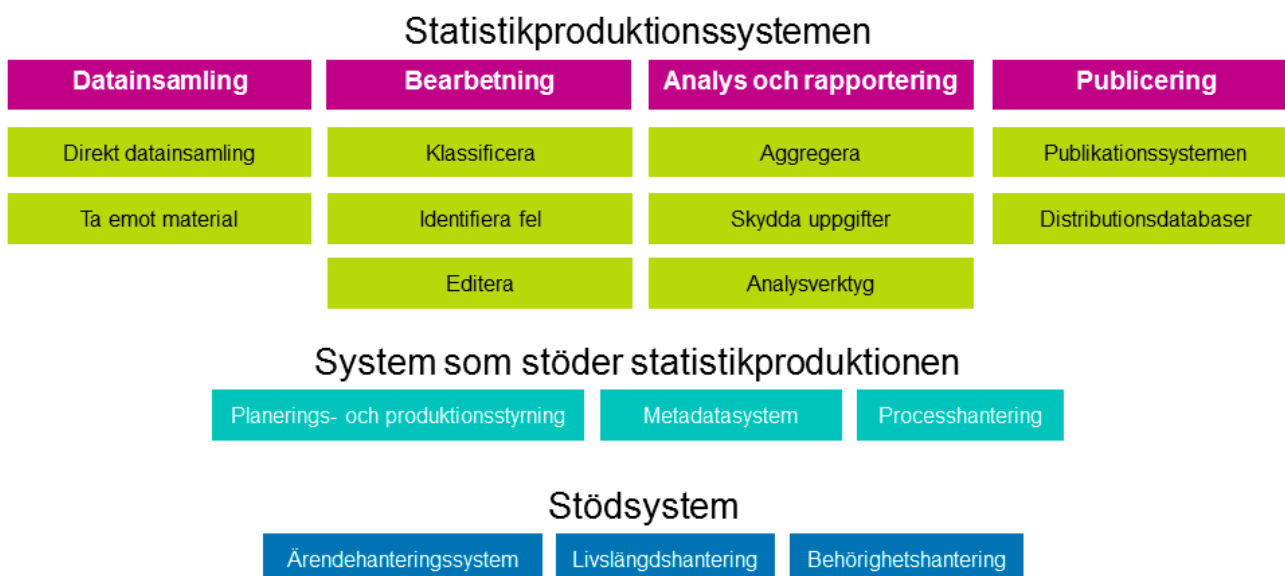 Statistikproduktionssystemen
Datainsamling
Bearbetning
Analys och rapportering
Publicering
Direkt datainsamling
Klassificera
Aggregera
Publikationssystemen
Ta emot material
Identifiera fel
Skydda uppgifter
Distributionsdatabaser
Editera
Analysverktyg
System som stöder statistikproduktionen
Planerings- och produktionsstyrning
Metadatasystem
Processhantering
Stödsystem
Ärendehanteringssystem
Livslängdshantering
Behörighetshantering